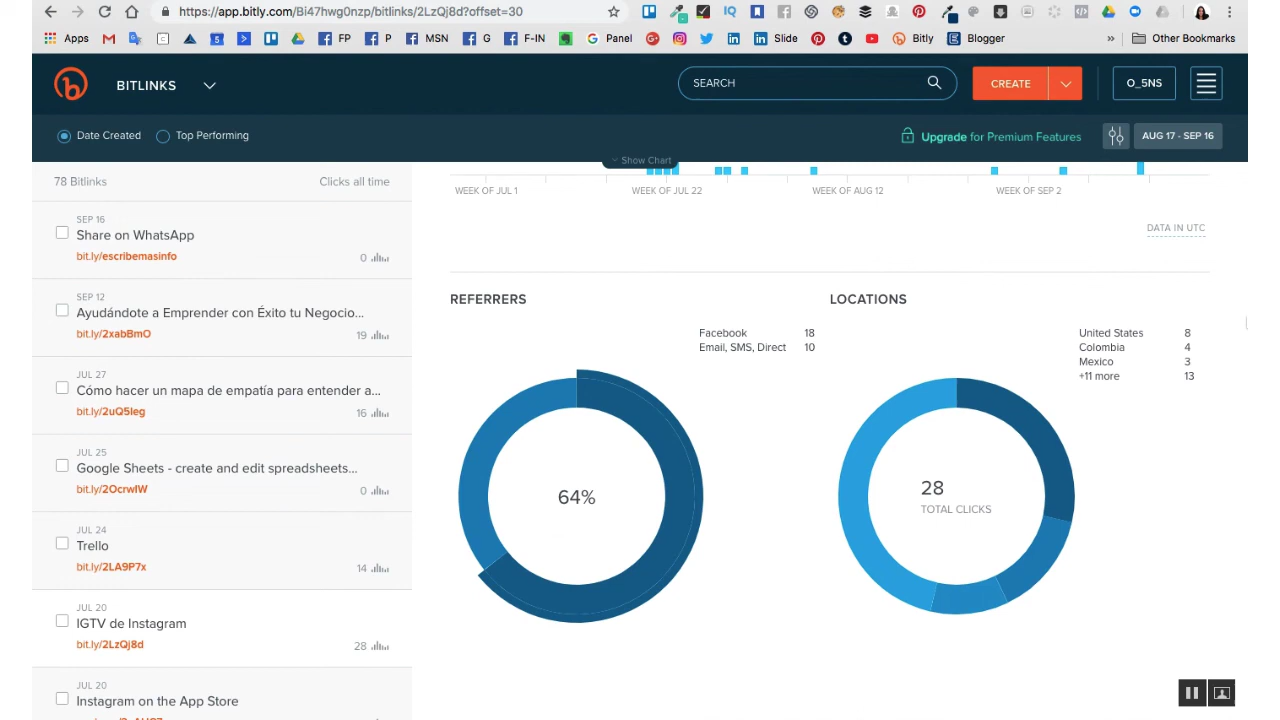 https://app.bitly.com/Bi47hwg0nzp/bitlinks/2LzQj8d?offset=30
Apps FP P MSN G F-IN Panel Slide Bitly Blogger » Other Bookmarks
BITLINKS SEARCH CREATE O_5NS
Date Created Top Performing Upgrade for Premium Features AUG 17 - SEP 16
Show Chart
78 Bitlinks Clicks all time
WEEK OF JUL 1 WEEK OF JUL 22 WEEK OF AUG 12 WEEK OF SEP 2
DATA IN UTC
SEP 16
Share on WhatsApp
bit.ly/escribemasinfo 0
SEP 12
Ayudándote a Emprender con Éxito tu Negocio...
bit.ly/2xabBmO 19
JUL 27
Cómo hacer un mapa de empatía para entender a...
bit.ly/2uQ5leg 16
JUL 25
Google Sheets - create and edit spreadsheets...
bit.ly/2OcrwlW 0
JUL 24
Trello
bit.ly/2LA9P7x 14
JUL 20
IGTV de Instagram
bit.ly/2LzQj8d 28
JUL 20
Instagram on the App Store
REFERRERS
Facebook 18
Email, SMS, Direct 10
64%
LOCATIONS
United States 8
Colombia 4
Mexico 3
+11 more 13
28
TOTAL CLICKS